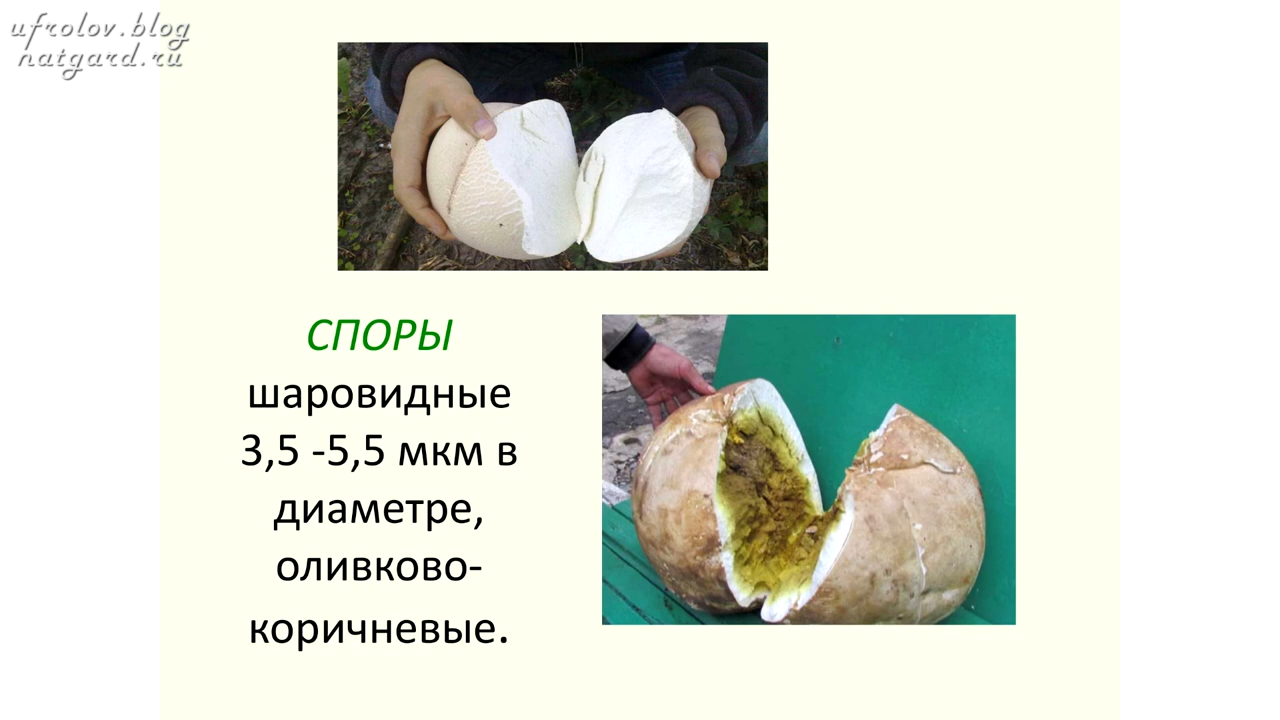 ufrolov.blog
natgard.ru
СПОРЫ
шаровидные
3,5 -5,5 мкм в
диаметре,
оливково-
коричневые.